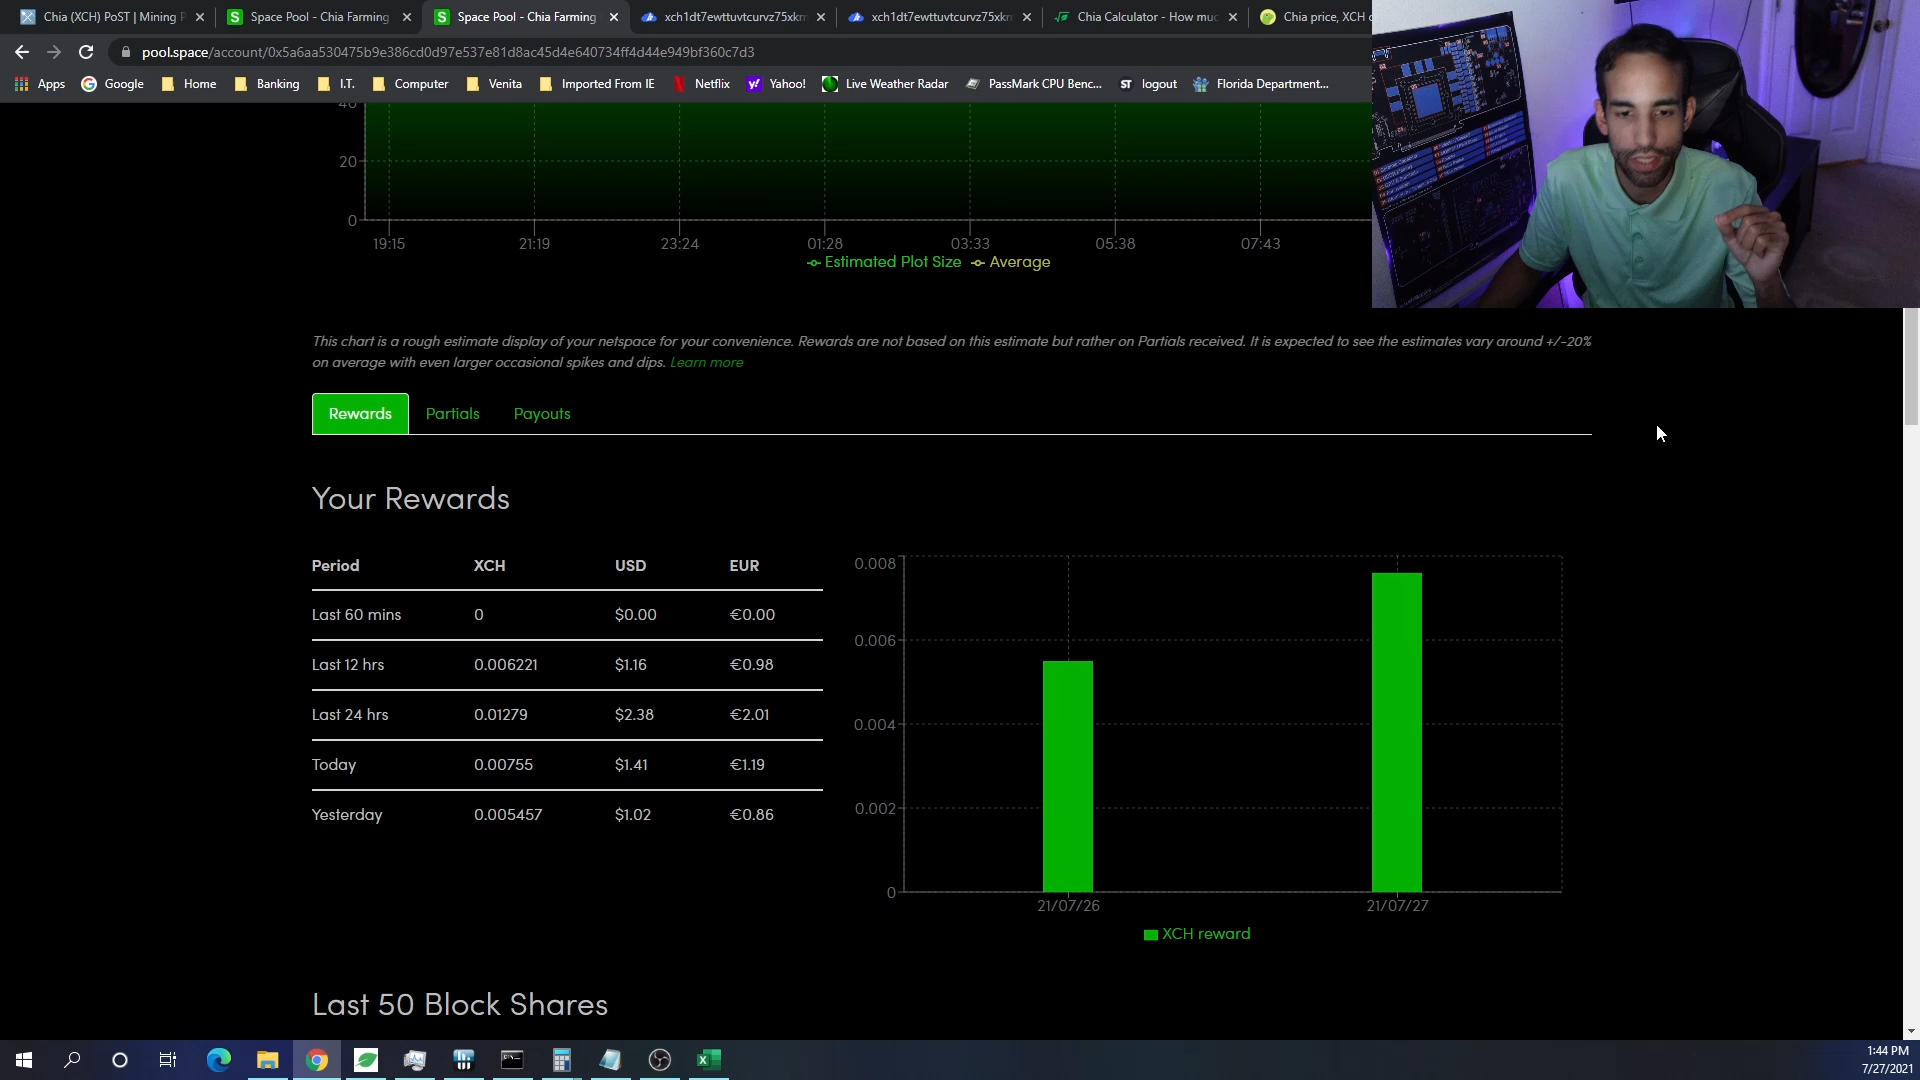 Chia (XCH) PoST | Mining P
Space Pool - Chia Farming
Space Pool - Chia Farming
xch1dt7ewttuvtcurvz75xkm
xch1dt7ewttuvtcurvz75xkm
Chia Calculator - How muc
Chia price, XCH c
pool.space/account/0x5a6aa530475b9e386cd0d97e537e81d8ac45d4e640734ff4d44e949bf360c7d3
Apps
Google
Home
Banking
I.T.
Computer
Venita
Imported From IE
Netflix
Yahoo!
Live Weather Radar
PassMark CPU Benc...
ST logout
Florida Department...
40
20
0
19:15 21:19 23:24 01:28 03:33 05:38 07:43
Estimated Plot Size Average
This chart is a rough estimate display of your netspace for your convenience. Rewards are not based on this estimate but rather on Partials received. It is expected to see the estimates vary around +/-20%
on average with even larger occasional spikes and dips. Learn more
Rewards Partials Payouts
Your Rewards
Period XCH USD EUR
Last 60 mins 0 $0.00 €0.00
Last 12 hrs 0.006221 $1.16 €0.98
Last 24 hrs 0.01279 $2.38 €2.01
Today 0.00755 $1.41 €1.19
Yesterday 0.005457 $1.02 €0.86
0.008
0.006
0.004
0.002
0
21/07/26 21/07/27
XCH reward
Last 50 Block Shares
1:44 PM
7/27/2021